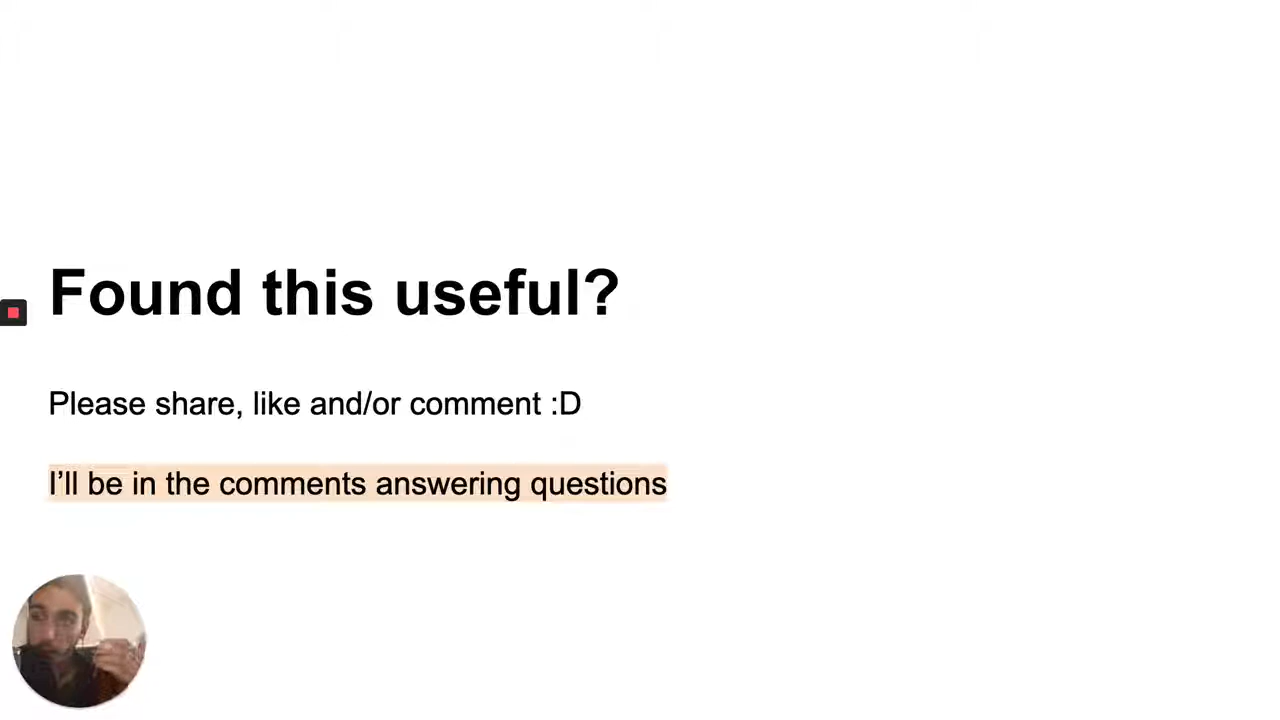 Found this useful?
Please share, like and/or comment :D
I’ll be in the comments answering questions